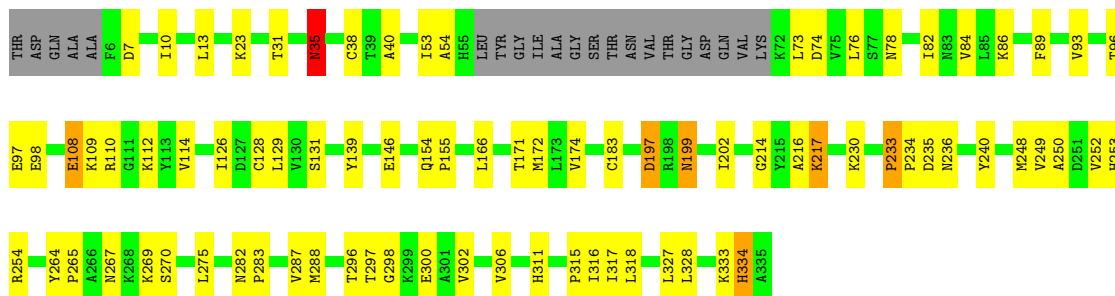 THR ASP GLN ALA ALA F6 D7 I10 L13 K23 T31 N35 C38 T39 A40 I53 A54 H55 LEU TYR GLY ILE ALA GLY SER THR ASN VAL THR GLY ASP GLN VAL LYS K72 L73 D74 V75 L76 S77 N78 I82 N83 V84 L85 K86 F89 V93
E97 E98 E108 K109 R110 G111 K112 Y113 V114 I126 D127 C128 L129 V130 S131 Y139 E146 Q154 P155 L166 T171 M172 L173 V174 C183 D197 R198 N199 I202 G214 Y215 A216 K247 K230 P233 P234 D235 N236 Y240 M248 V249 A250 D251 V252
R254 Y264 P265 A266 N267 K268 K269 S270 L275 N282 P283 V287 M288 T296 T297 G298 K299 E300 A301 V302 V306 H311 P315 I316 I317 L318 L327 L328 K333 H334 A335